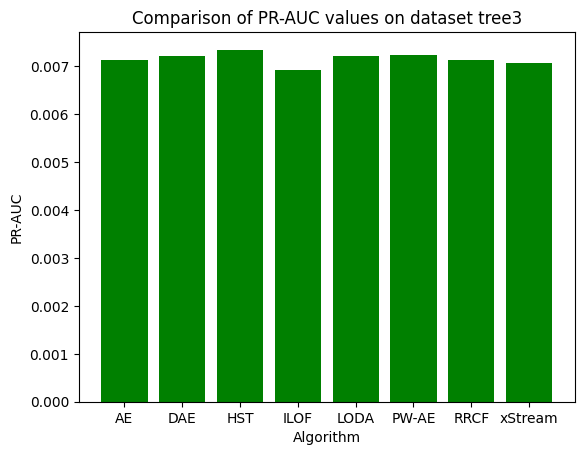 Comparison of PR-AUC values on dataset tree3
PR-AUC
0.007
0.006
0.005
0.004
0.003
0.002
0.001
0.000
AE DAE HST ILOF LODA PW-AE RRCF xStream
Algorithm